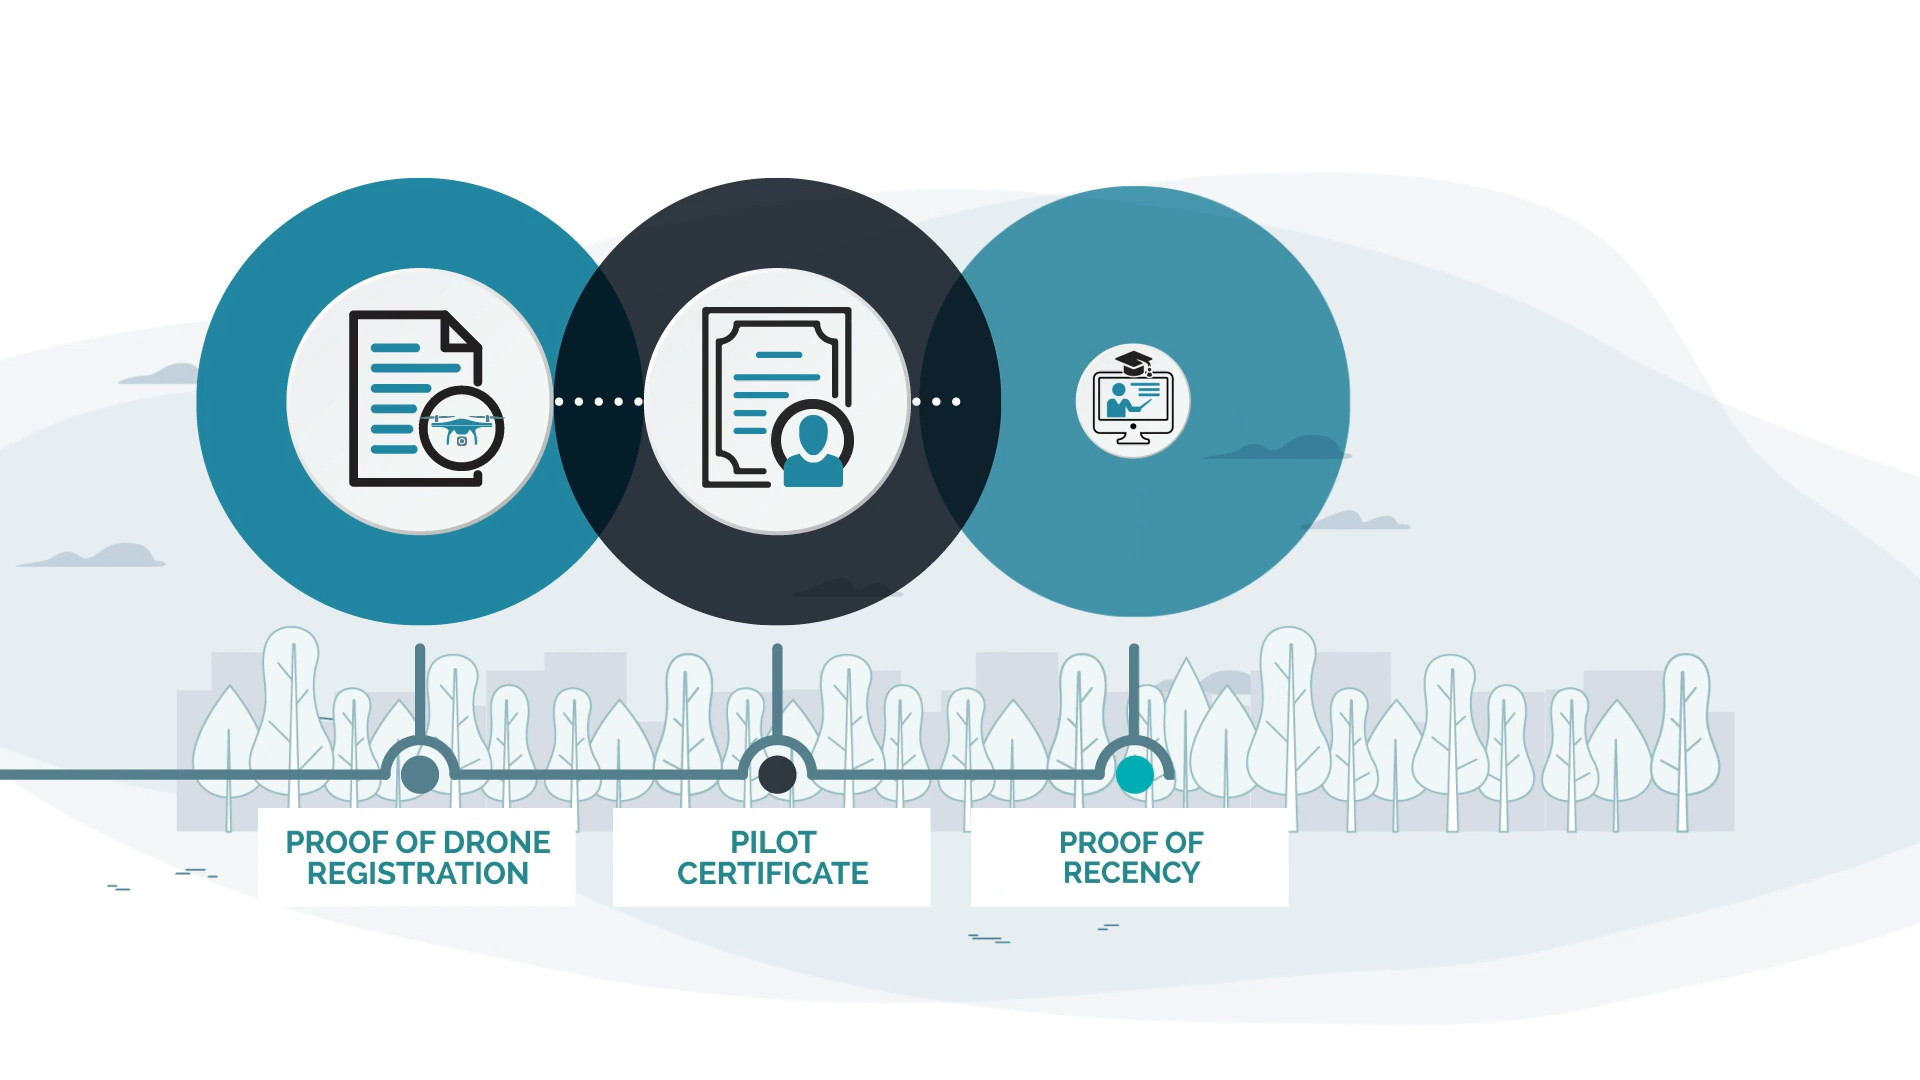 PROOF OF DRONE
REGISTRATION
PILOT
CERTIFICATE
PROOF OF
RECENCY